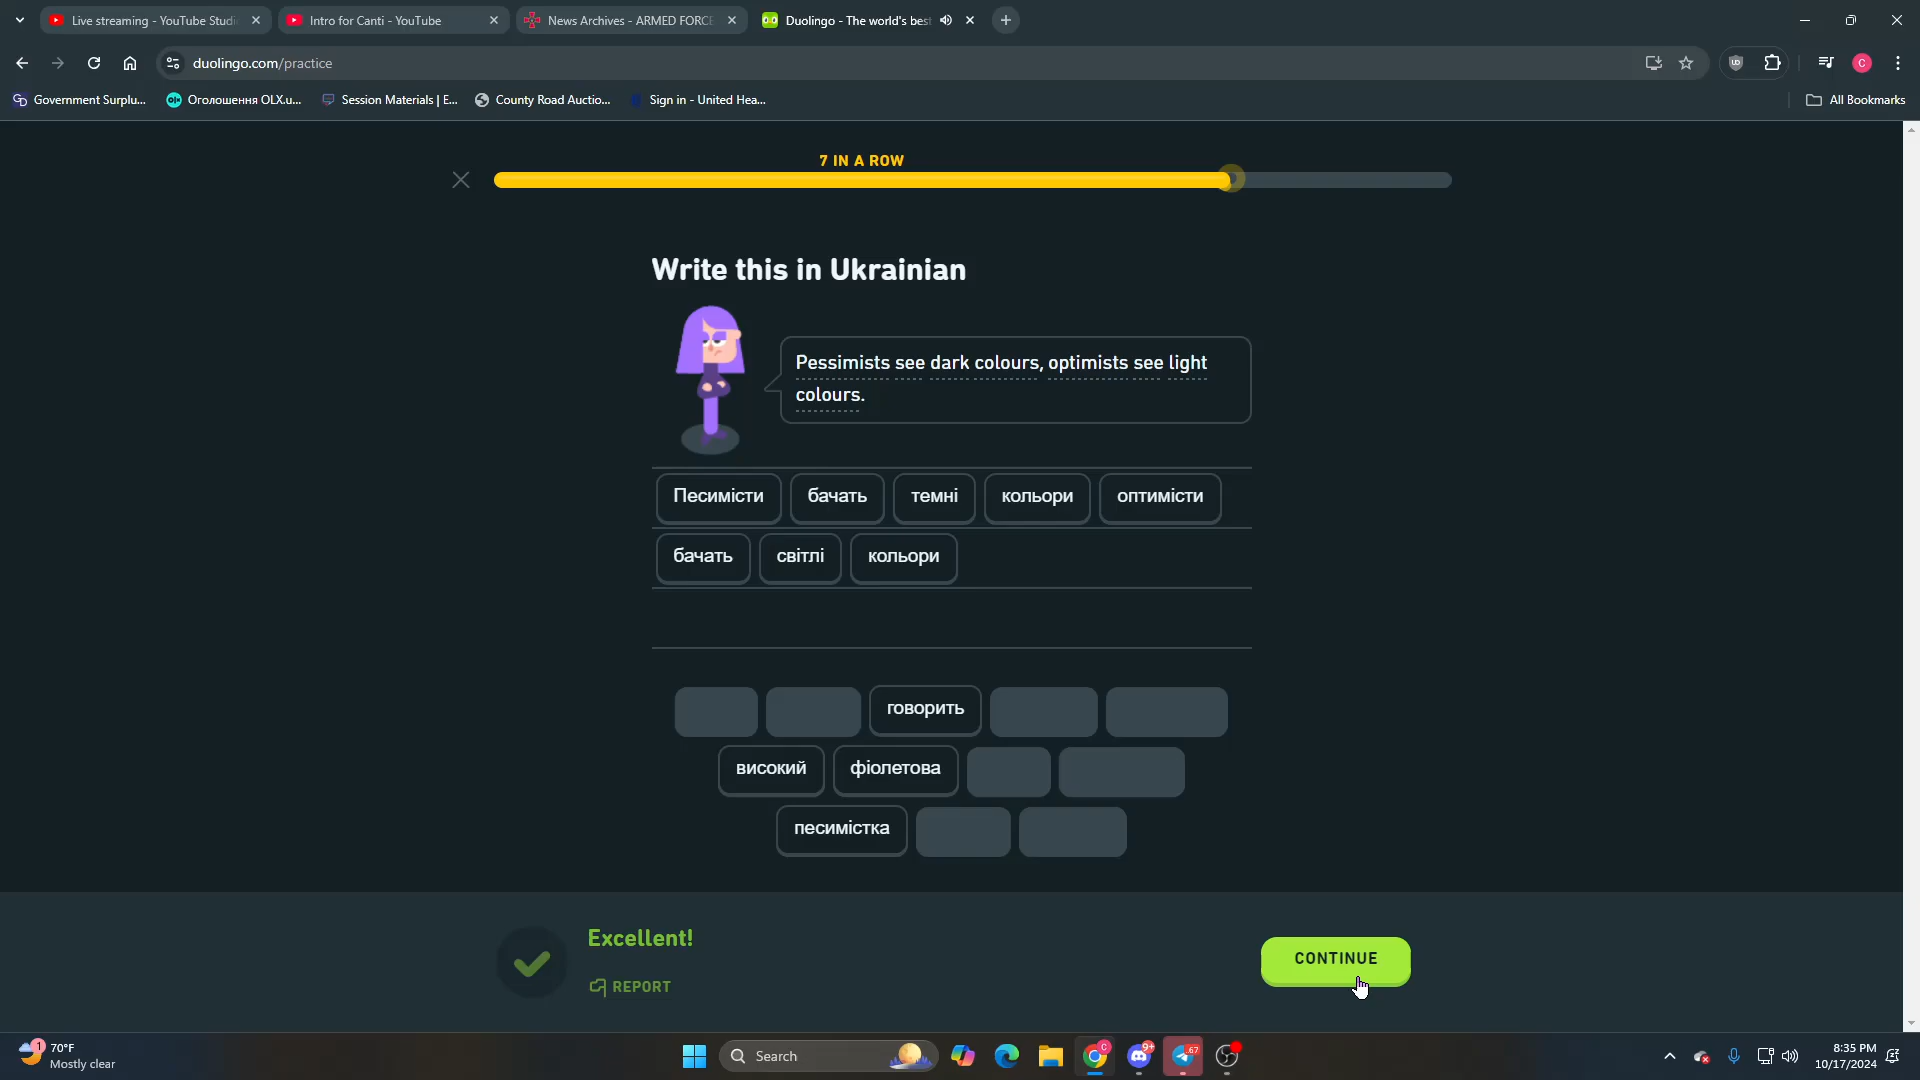 Live streaming - YouTube Studi
Intro for Canti - YouTube
News Archives - ARMED FORCE
Duolingo - The world's best
duolingo.com/practice
C
Government Surplu...
Оголошення OLX.u...
Session Materials | E...
County Road Auctio...
Sign in - United Hea...
All Bookmarks
7 IN A ROW
Write this in Ukrainian
Pessimists see dark colours, optimists see light
colours.
Песимісти бачать темні кольори оптимісти
бачать світлі кольори
говорить
високий фіолетова
песимістка
Excellent!
REPORT
CONTINUE
1
70°F
Mostly clear
Search
C
9+
67
8:35 PM
10/17/2024